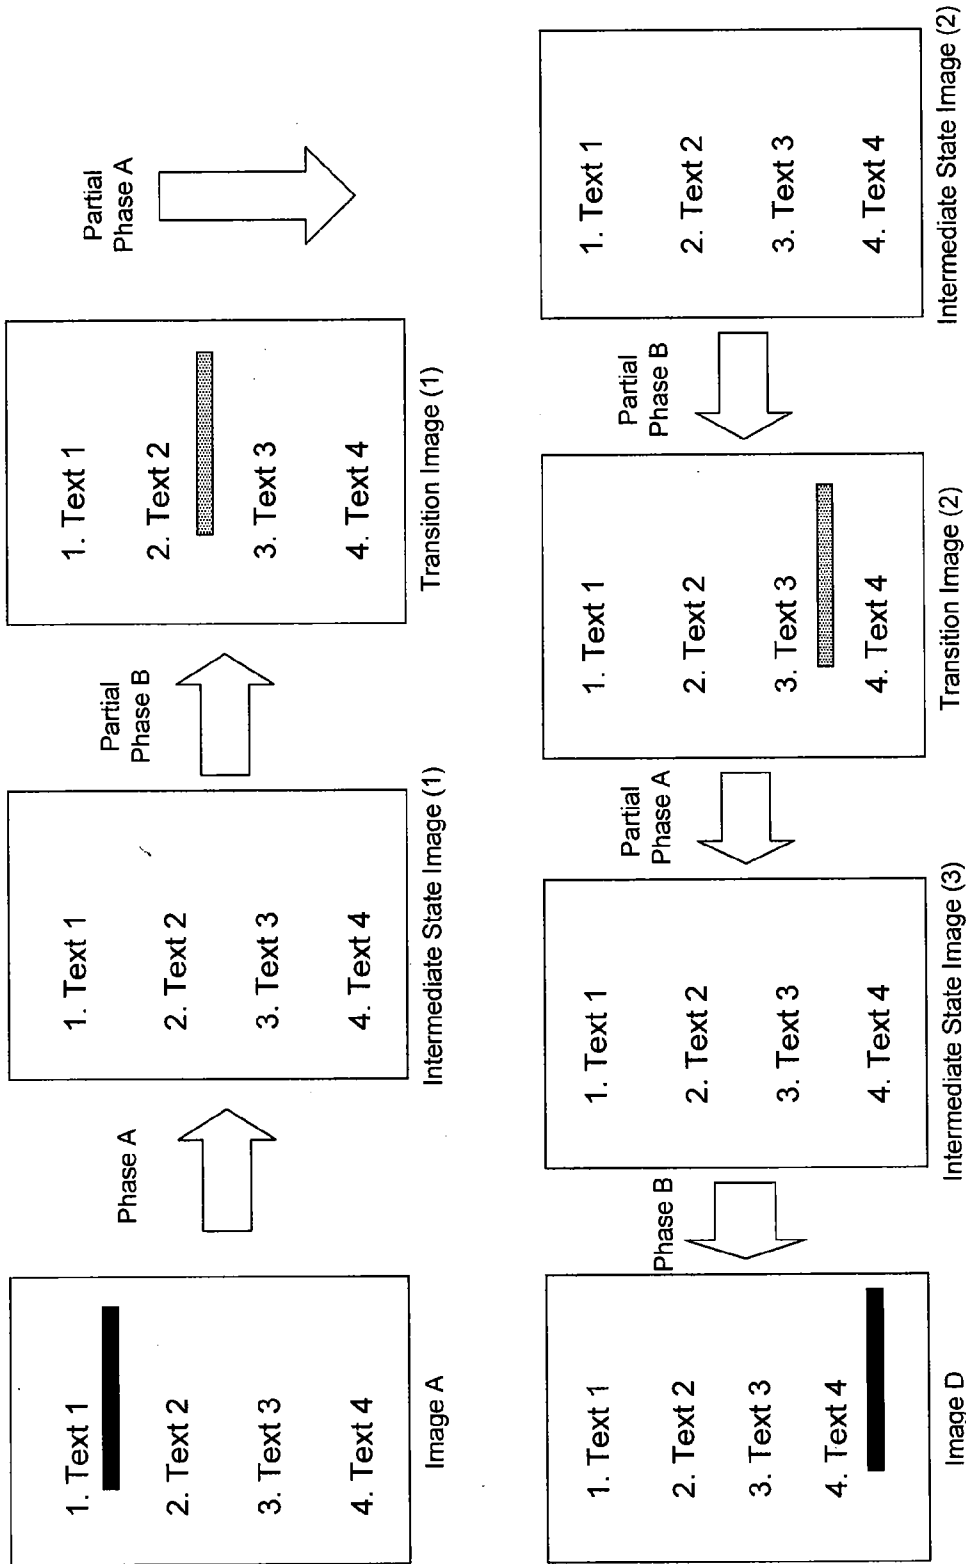 1. Text 1
2. Text 2
3. Text 3
4. Text 4
Image A
Phase A
1. Text 1
2. Text 2
3. Text 3
4. Text 4
Intermediate State Image (1)
Partial
Phase B
1. Text 1
2. Text 2
3. Text 3
4. Text 4
Transition Image (1)
Partial
Phase A
1. Text 1
2. Text 2
3. Text 3
4. Text 4
Intermediate State Image (2)
Partial
Phase B
1. Text 1
2. Text 2
3. Text 3
4. Text 4
Transition Image (2)
Partial
Phase A
1. Text 1
2. Text 2
3. Text 3
4. Text 4
Intermediate State Image (3)
Phase B
1. Text 1
2. Text 2
3. Text 3
4. Text 4
Image D